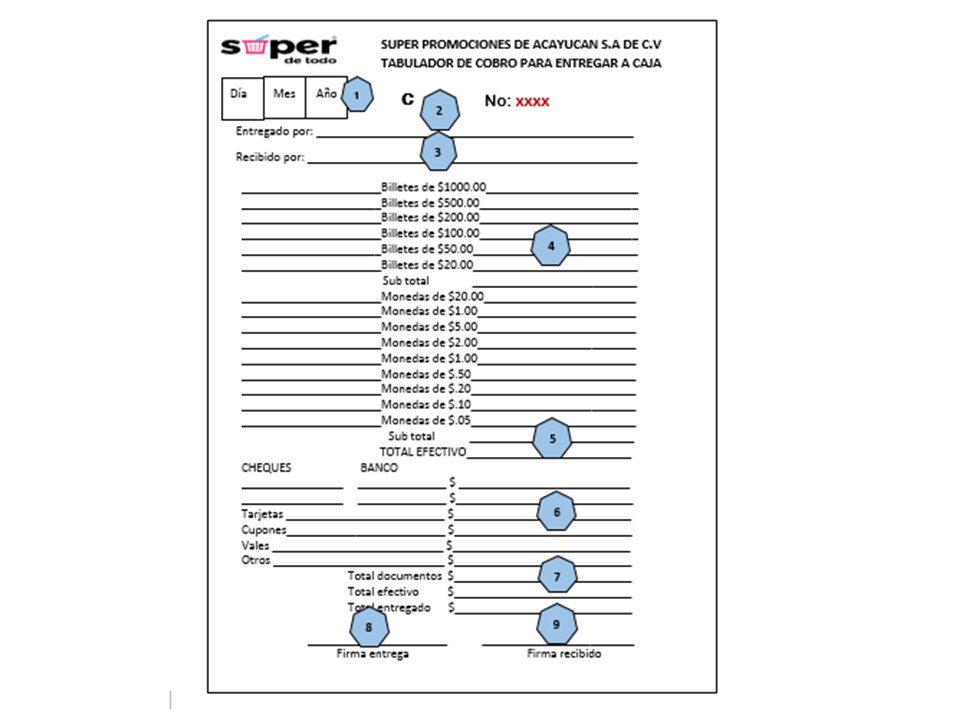 super
de todo
SUPER PROMOCIONES DE ACAYUCAN S.A DE C.V
TABULADOR DE COBRO PARA ENTREGAR A CAJA
Día Mes Año 1
C 2 No: xxxx
Entregado por:
3
Recibido por:
Billetes de $1000.00
Billetes de $500.00
Billetes de $200.00
Billetes de $100.00
4
Billetes de $50.00
Billetes de $20.00
Sub total
Monedas de $20.00
Monedas de $1.00
Monedas de $5.00
Monedas de $2.00
Monedas de $1.00
Monedas de $.50
Monedas de $.20
Monedas de $.10
Monedas de $.05
Sub total 5
TOTAL EFECTIVO
CHEQUES BANCO
$
$
Tarjetas $ 6
Cupones $
Vales $
Otros $
Total documentos $ 7
Total efectivo $
Total entregado $
8 9
Firma entrega Firma recibido